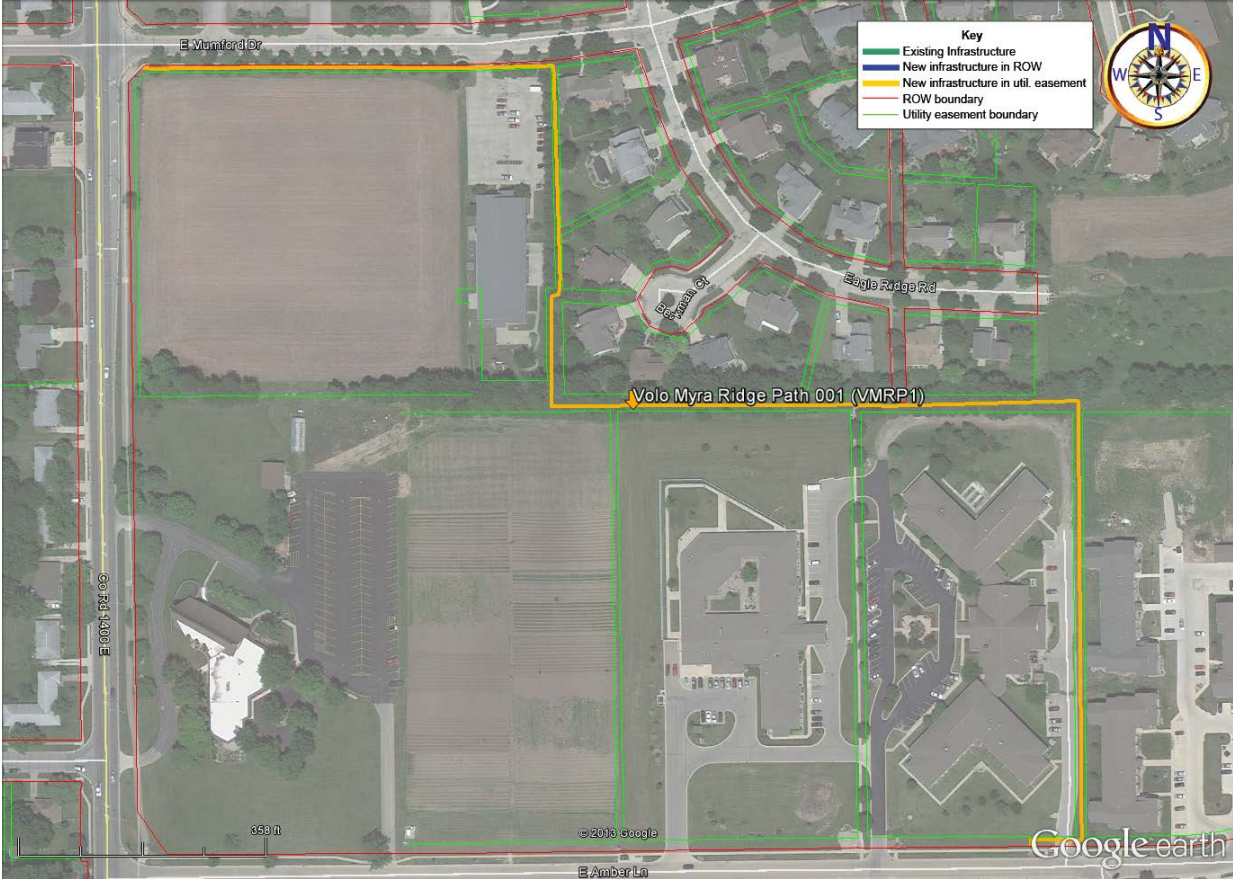 E Mumford Dr
Key
Existing Infrastructure
New infrastructure in ROW
New infrastructure in util. easement
ROW boundary
Utility easement boundary
N
W E
S
Eagle Ridge Rd
Volo Myra Ridge Path 001 (VMRP1)
Co Rd 1400 E
358 ft
© 2013 Google
Google earth
E Amber Ln